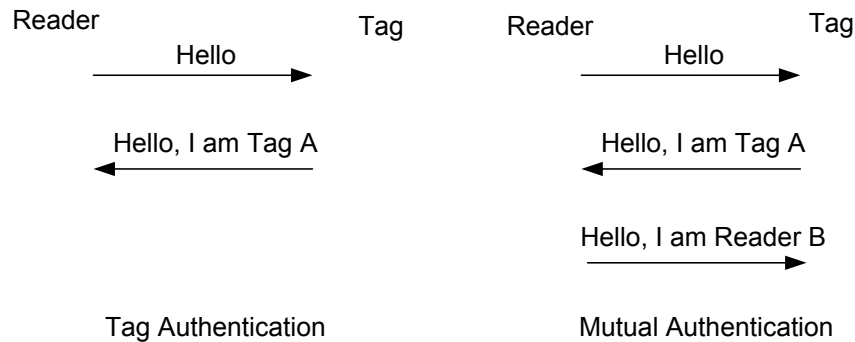 Reader Tag
Hello
Hello, I am Tag A
Tag Authentication
Reader Tag
Hello
Hello, I am Tag A
Hello, I am Reader B
Mutual Authentication